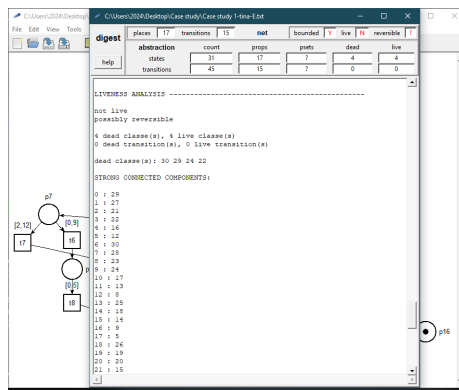 C:\Users\2024\Desktop\
C:\Users\2024\Desktop\Case study\Case study 1-tina-E.txt
File Edit View Tools
digest
places 17 transitions 15 net bounded Y live N reversible ?
abstraction count props psets dead live
help
states 31 17 ? 4 4
transitions 45 15 ? 0 0
LIVENESS ANALYSIS -----------------------------------------------
not live
possibly reversible
4 dead classe(s), 4 live classe(s)
0 dead transition(s), 0 live transition(s)
dead classe(s): 30 29 24 22
STRONG CONNECTED COMPONENTS:
0 : 29
1 : 27
2 : 21
3 : 22
4 : 16
5 : 12
6 : 30
7 : 28
8 : 23
9 : 24
10 : 17
11 : 13
12 : 8
13 : 25
14 : 18
15 : 14
16 : 9
17 : 5
18 : 26
19 : 19
20 : 20
21 : 15
p7
[2,12]
[0,9]
t7
t6
p
[0,6]
t8
p16